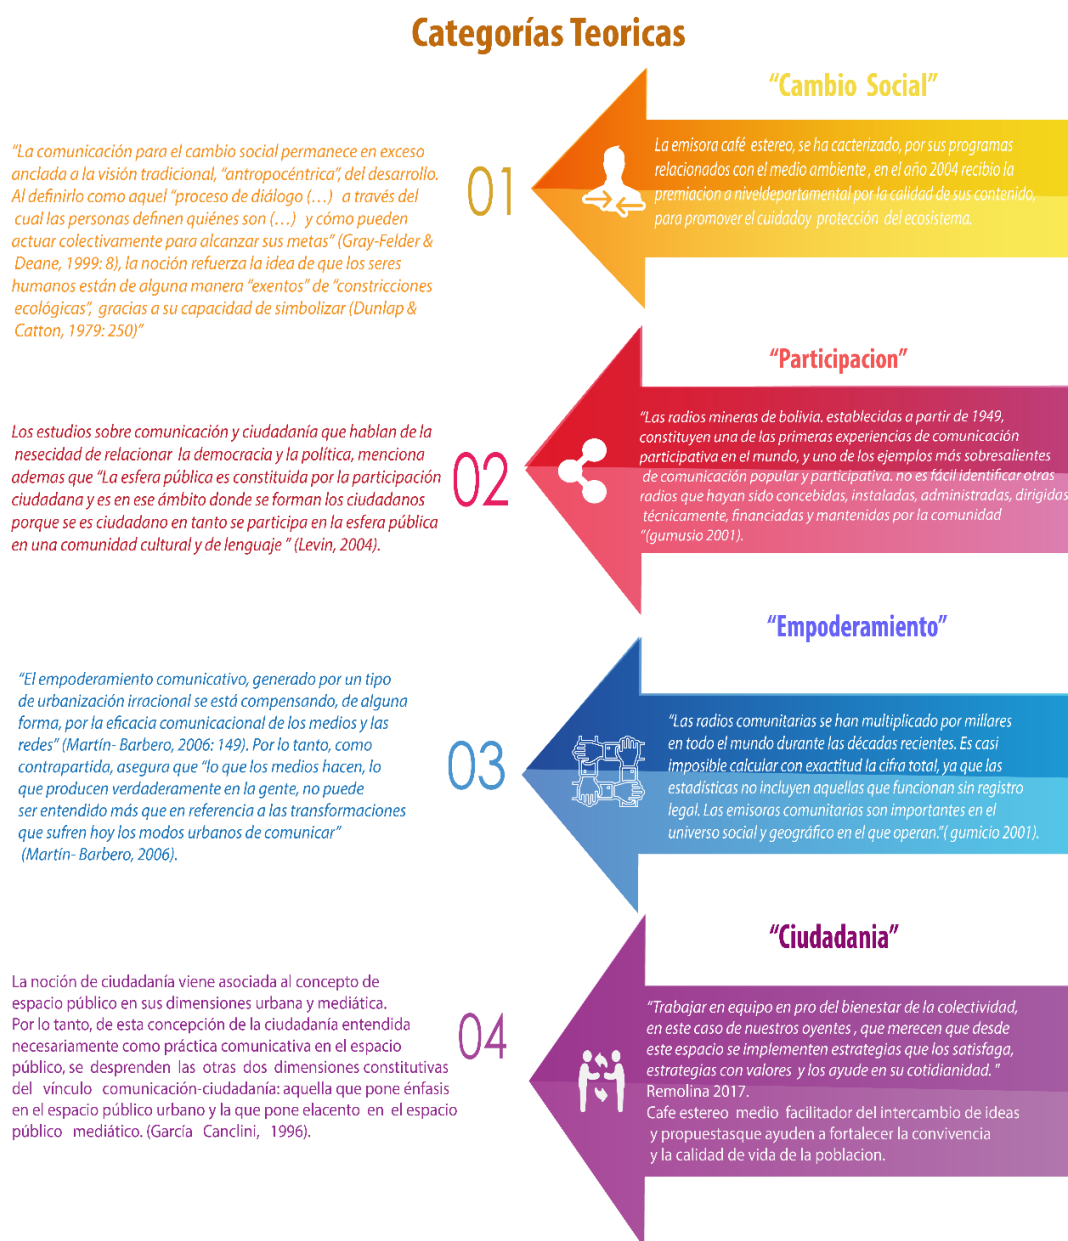 Categorías Teoricas
“Cambio Social”
“La comunicación para el cambio social permanece en exceso
anclada a la visión tradicional, “antropocéntrica”, del desarrollo.
Al definirlo como aquel “proceso de diálogo (…) a través del
cual las personas definen quiénes son (…) y cómo pueden
actuar colectivamente para alcanzar sus metas” (Gray-Felder &
Deane, 1999: 8), la noción refuerza la idea de que los seres
humanos están de alguna manera “exentos” de “constricciones
ecológicas”, gracias a su capacidad de simbolizar (Dunlap &
Catton, 1979: 250)”
01
La emisora café estereo, se ha cacterizado, por sus programas
relacionados con el medio ambiente , en el año 2004 recibio la
premiacion a niveldepartamental por la calidad de sus contenido,
para promover el cuidadoy protección del ecosistema.
“Participacion”
Los estudios sobre comunicación y ciudadanía que hablan de la
nesecidad de relacionar la democracia y la política, menciona
ademas que “La esfera pública es constituida por la participación
ciudadana y es en ese ámbito donde se forman los ciudadanos
porque se es ciudadano en tanto se participa en la esfera pública
en una comunidad cultural y de lenguaje ” (Levin, 2004).
02
“Las radios mineras de bolivia. establecidas a partir de 1949,
constituyen una de las primeras experiencias de comunicación
participativa en el mundo, y uno de los ejemplos más sobresalientes
de comunicación popular y participativa. no es fácil identificar otras
radios que hayan sido concebidas, instaladas, administradas, dirigidas
técnicamente, financiadas y mantenidas por la comunidad
”(gumusio 2001).
“Empoderamiento”
“El empoderamiento comunicativo, generado por un tipo
de urbanización irracional se está compensando, de alguna
forma, por la eficacia comunicacional de los medios y las
redes” (Martín- Barbero, 2006: 149). Por lo tanto, como
contrapartida, asegura que “lo que los medios hacen, lo
que producen verdaderamente en la gente, no puede
ser entendido más que en referencia a las transformaciones
que sufren hoy los modos urbanos de comunicar”
(Martín- Barbero, 2006).
03
“Las radios comunitarias se han multiplicado por millares
en todo el mundo durante las décadas recientes. Es casi
imposible calcular con exactitud la cifra total, ya que las
estadísticas no incluyen aquellas que funcionan sin registro
legal. Las emisoras comunitarias son importantes en el
universo social y geográfico en el que operan.”( gumicio 2001).
“Ciudadania”
La noción de ciudadanía viene asociada al concepto de
espacio público en sus dimensiones urbana y mediática.
Por lo tanto, de esta concepción de la ciudadanía entendida
necesariamente como práctica comunicativa en el espacio
público, se desprenden las otras dos dimensiones constitutivas
del vínculo comunicación-ciudadanía: aquella que pone énfasis
en el espacio público urbano y la que pone elacento en el espacio
público mediático. (García Canclini, 1996).
04
“Trabajar en equipo en pro del bienestar de la colectividad,
en este caso de nuestros oyentes , que merecen que desde
este espacio se implementen estrategias que los satisfaga,
estrategias con valores y los ayude en su cotidianidad. ”
Remolina 2017.
Cafe estereo medio facilitador del intercambio de ideas
y propuestasque ayuden a fortalecer la convivencia
y la calidad de vida de la poblacion.